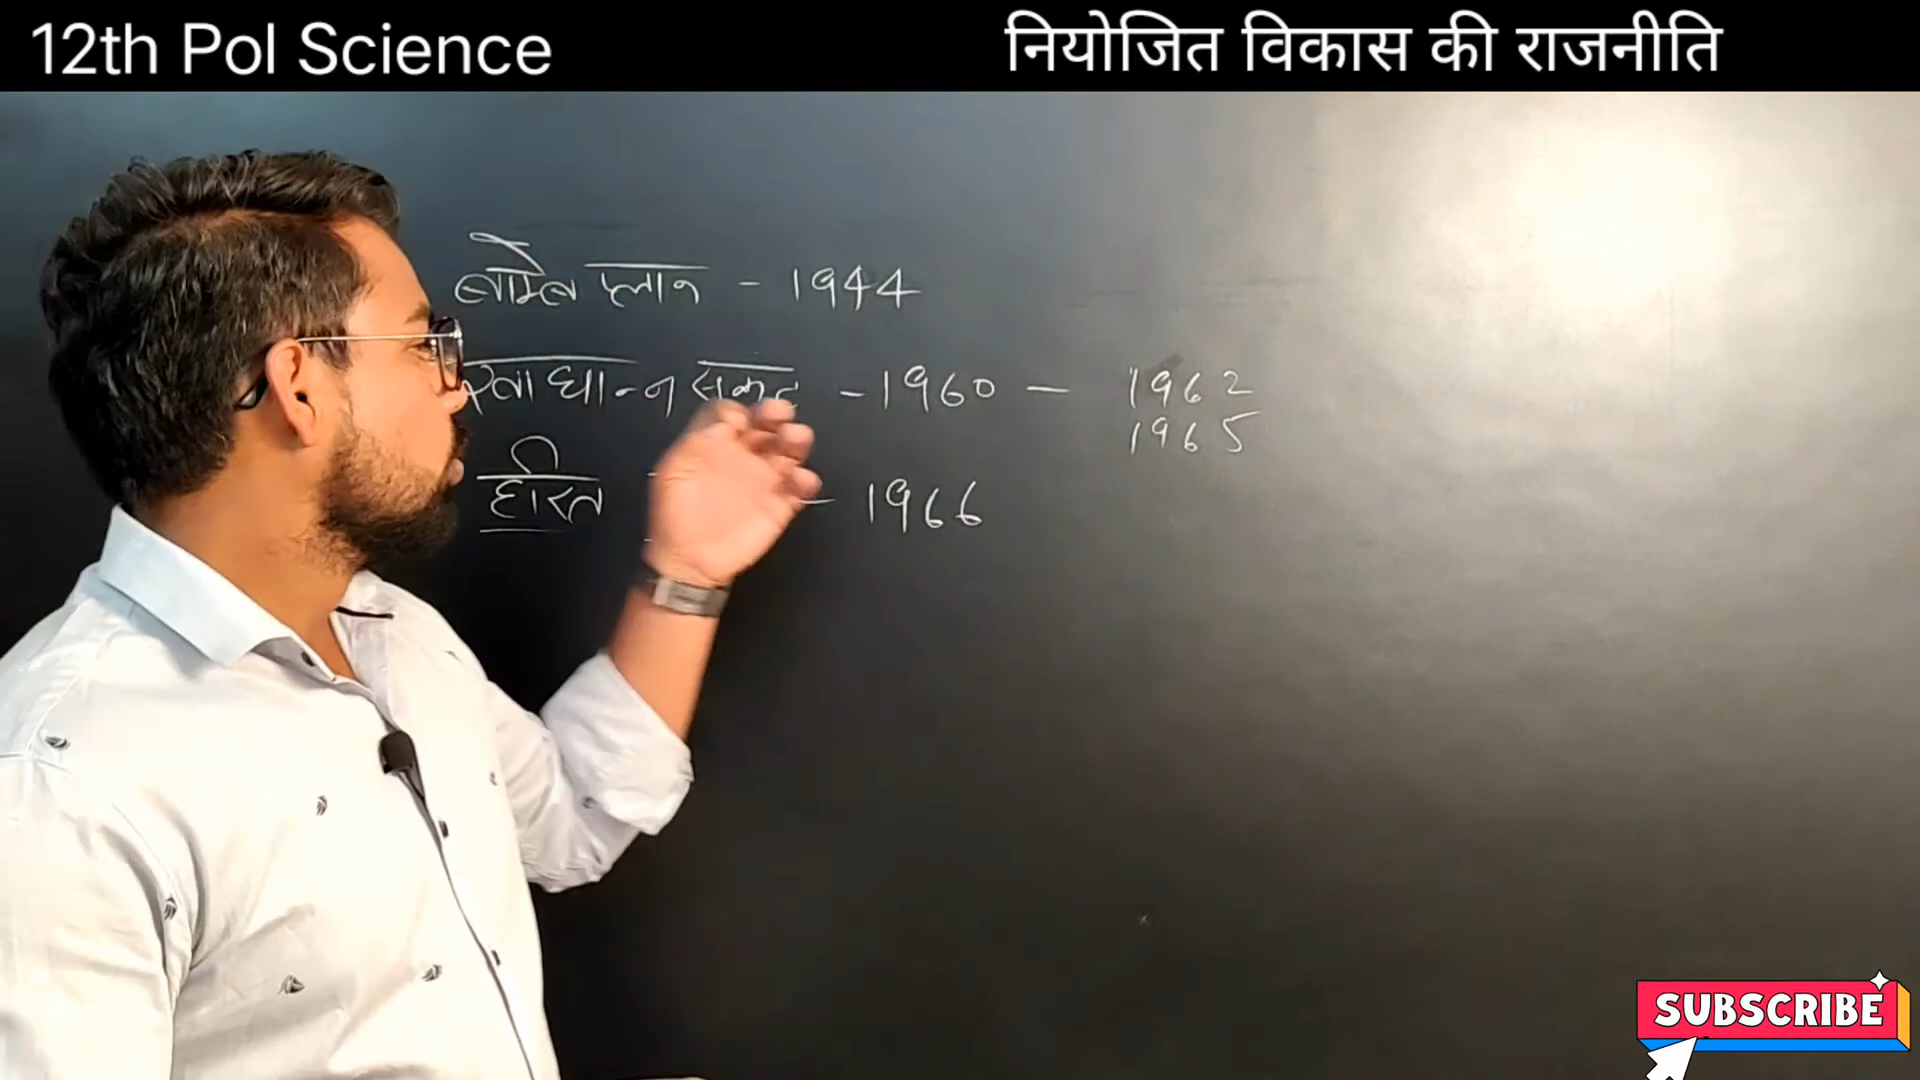 12th Pol Science
नियोजित विकास की राजनीति
बॉम्बे प्लान - 1944
खाद्यान्न संकट - 1960 - 1962
1965
हरित - 1966
SUBSCRIBE